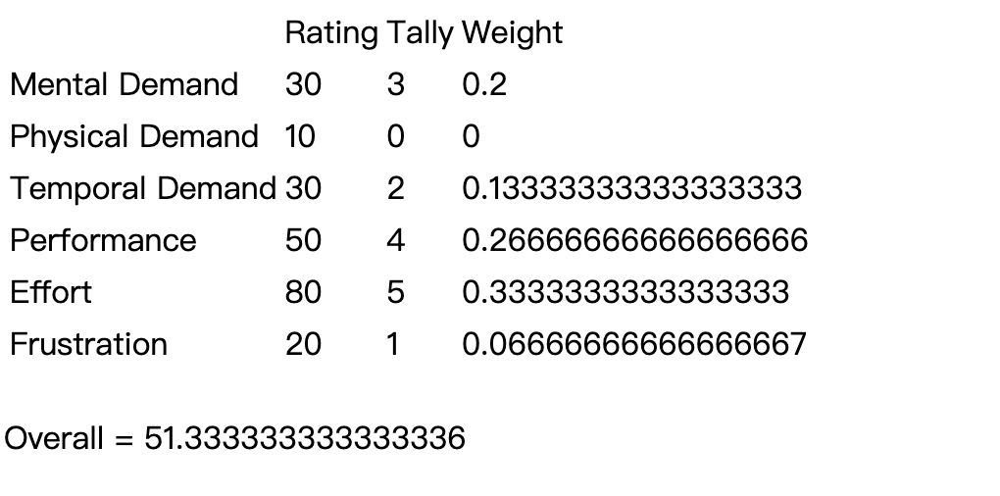 Rating Tally Weight
Mental Demand 30 3 0.2
Physical Demand 10 0 0
Temporal Demand 30 2 0.13333333333333333
Performance 50 4 0.26666666666666666
Effort 80 5 0.3333333333333333
Frustration 20 1 0.06666666666666667
Overall = 51.333333333333336